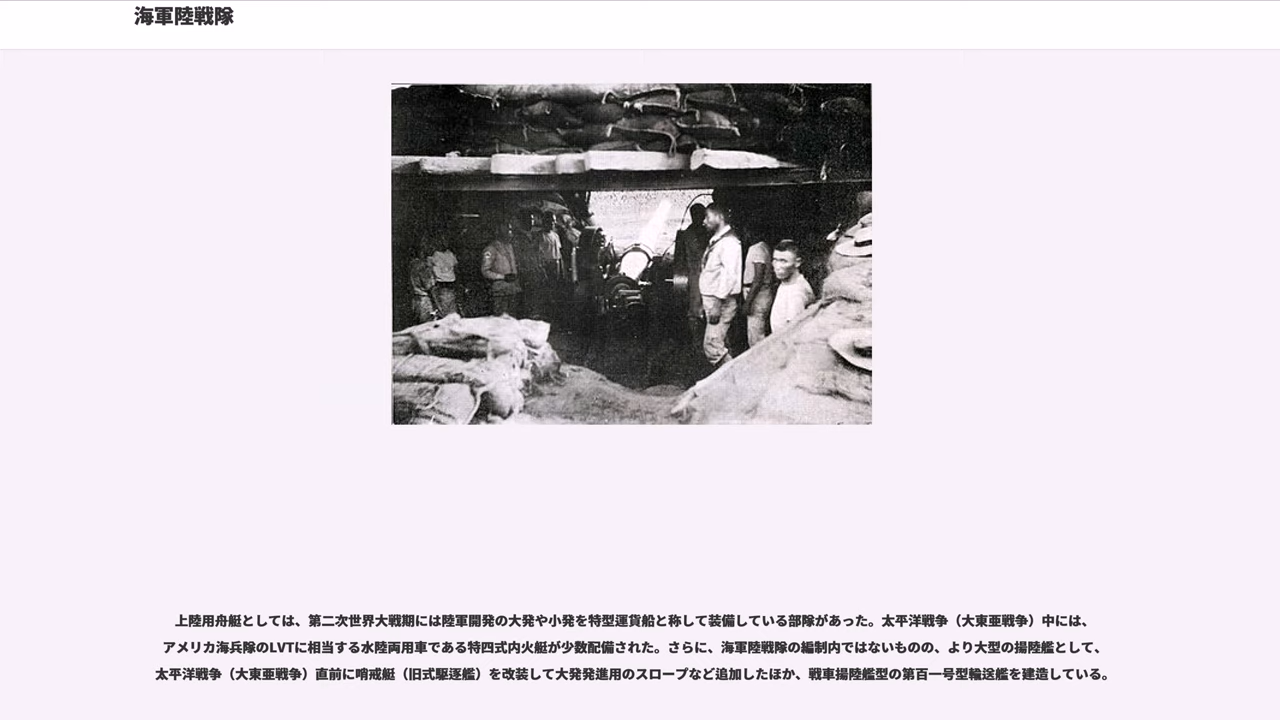 海軍陸戦隊
上陸用舟艇としては、第二次世界大戦期には陸軍開発の大発や小発を特型運貨船と称して装備している部隊があった。太平洋戦争（大東亜戦争）中には、
アメリカ海兵隊のLVTに相当する水陸両用車である特四式内火艇が少数配備された。さらに、海軍陸戦隊の編制内ではないものの、より大型の揚陸艦として、
太平洋戦争（大東亜戦争）直前に哨戒艇（旧式駆逐艦）を改装して大発発進用のスロープなど追加したほか、戦車揚陸艦型の第百一号型輸送艦を建造している。